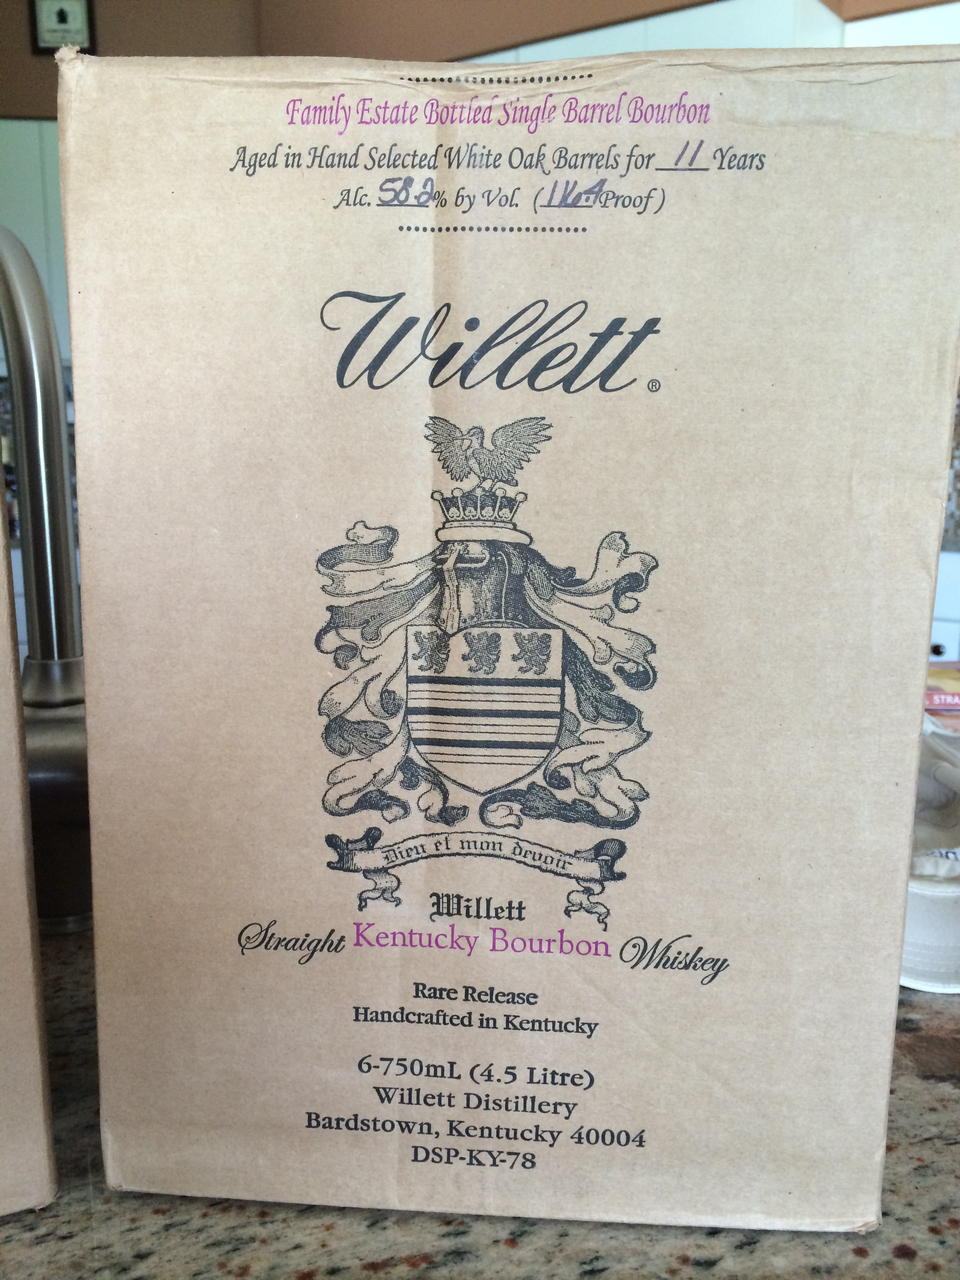 Family Estate Bottled Single Barrel Bourbon
Aged in Hand Selected White Oak Barrels for 11 Years
Alc. 58.2% by Vol. (116.4 Proof)
Willett®
Dieu et mon devoir
Willett
Straight Kentucky Bourbon Whiskey
Rare Release
Handcrafted in Kentucky
6-750mL (4.5 Litre)
Willett Distillery
Bardstown, Kentucky 40004
DSP-KY-78